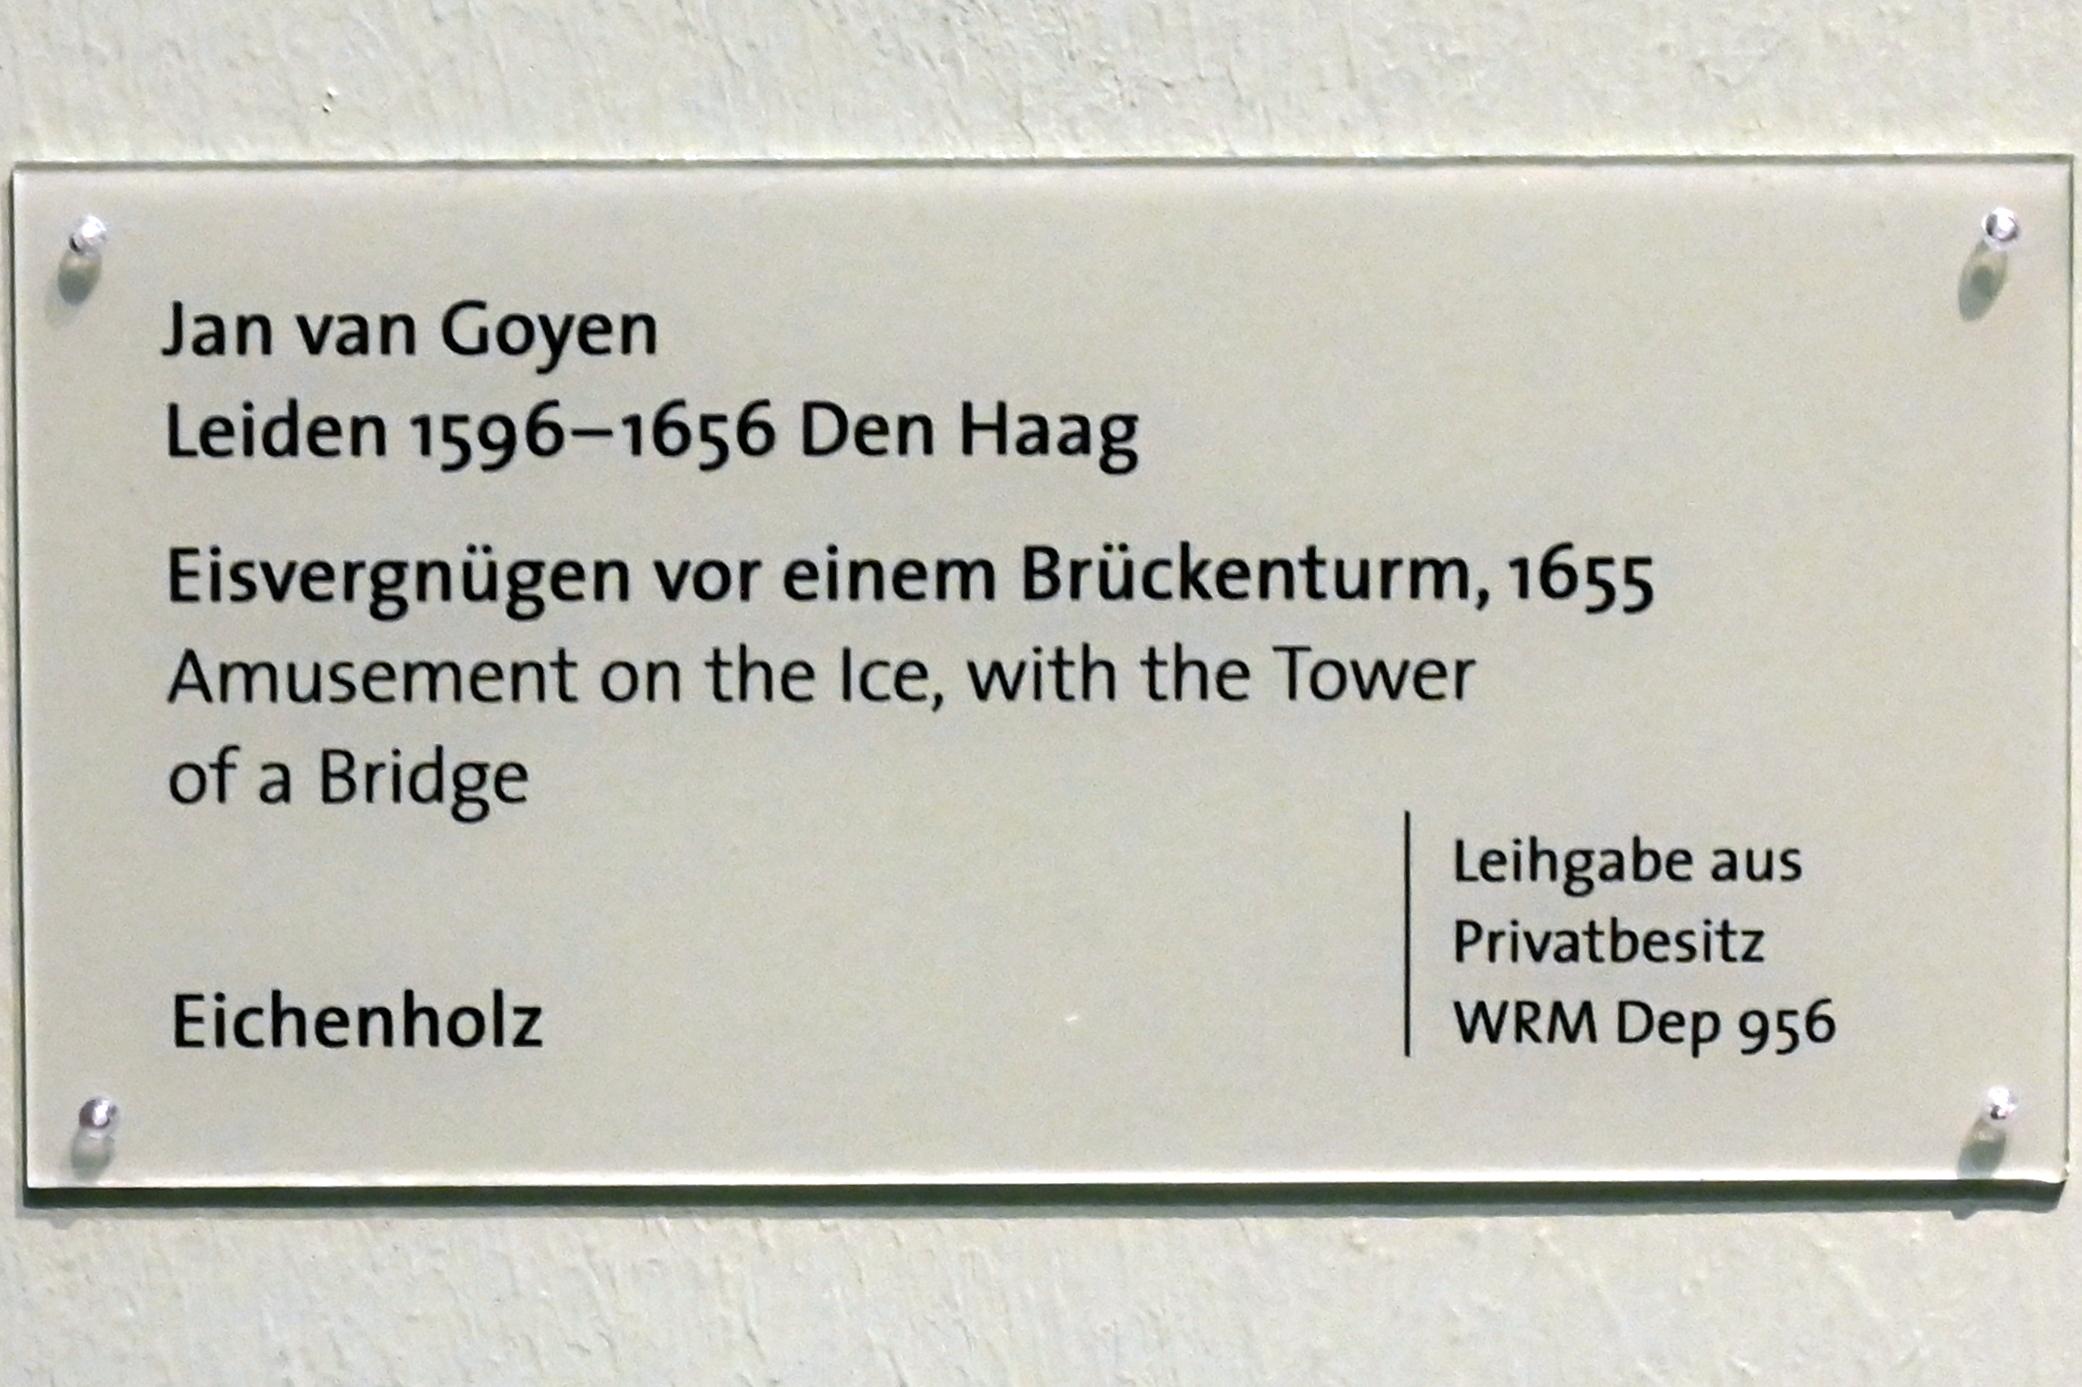 Jan van Goyen
Leiden 1596–1656 Den Haag
Eisvergnügen vor einem Brückenturm, 1655
Amusement on the Ice, with the Tower
of a Bridge
Eichenholz
Leihgabe aus
Privatbesitz
WRM Dep 956